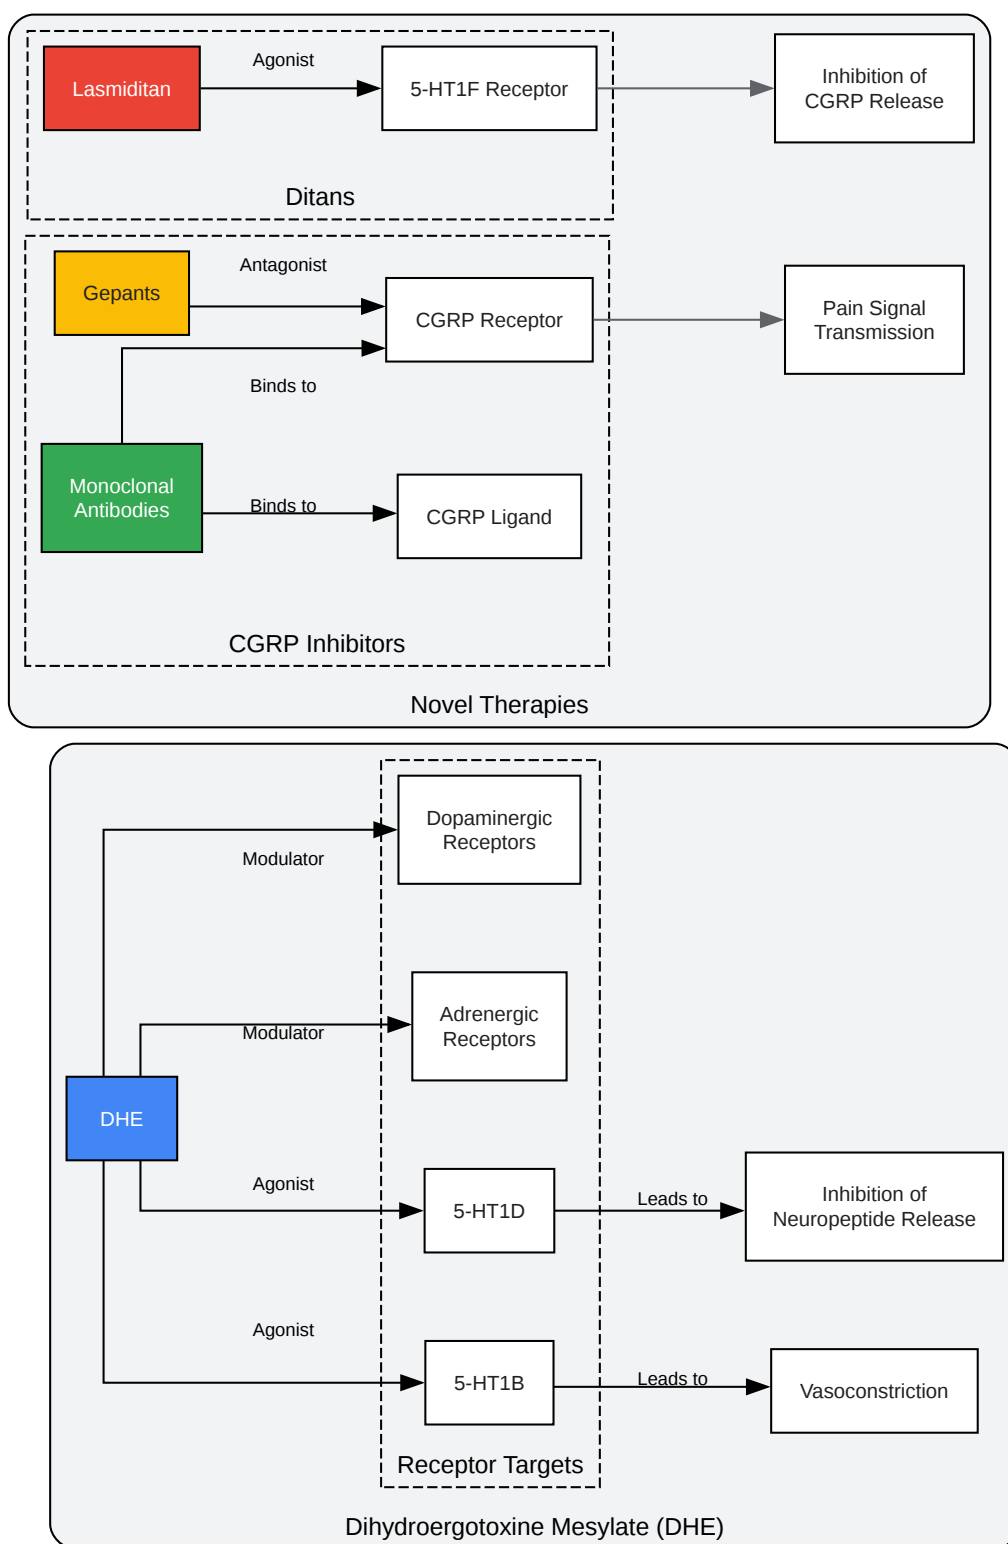 Lasmiditan
Agonist
5-HT1F Receptor
Inhibition of
CGRP Release
Ditans
Gepants
Antagonist
CGRP Receptor
Pain Signal
Transmission
Binds to
Monoclonal
Antibodies
Binds to
CGRP Ligand
CGRP Inhibitors
Novel Therapies
Dopaminergic
Receptors
Modulator
Adrenergic
Receptors
Modulator
DHE
Agonist
5-HT1D
Leads to
Inhibition of
Neuropeptide Release
Agonist
5-HT1B
Leads to
Vasoconstriction
Receptor Targets
Dihydroergotoxine Mesylate (DHE)